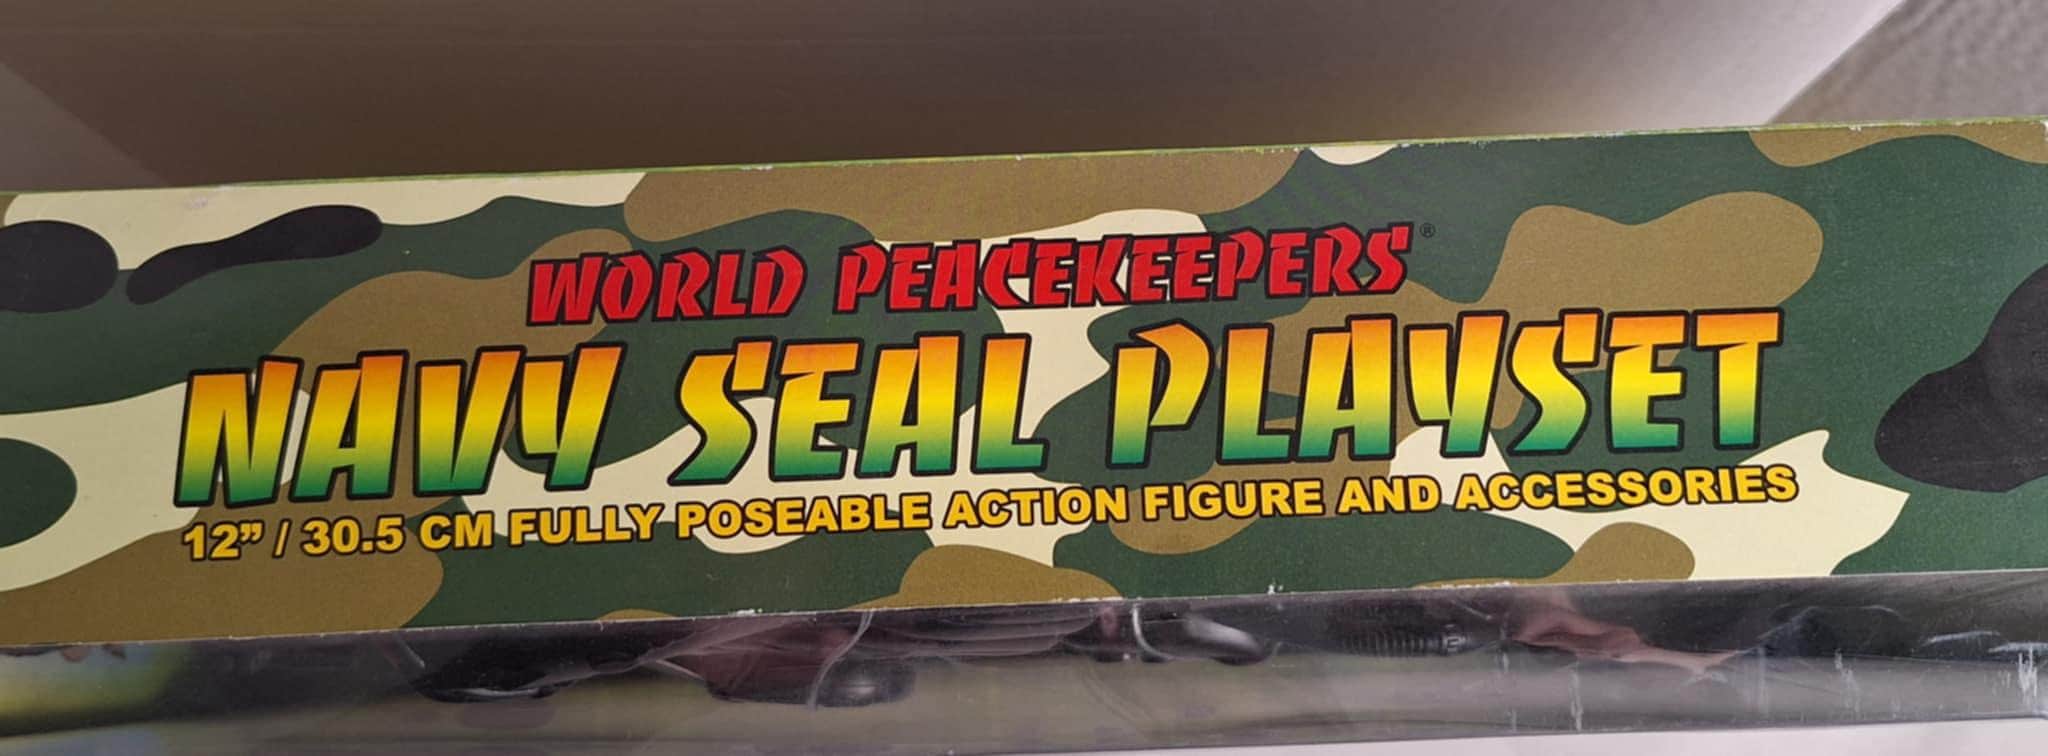 WORLD PEACEKEEPERS®
NAVY SEAL PLAYSET
12” / 30.5 CM FULLY POSEABLE ACTION FIGURE AND ACCESSORIES